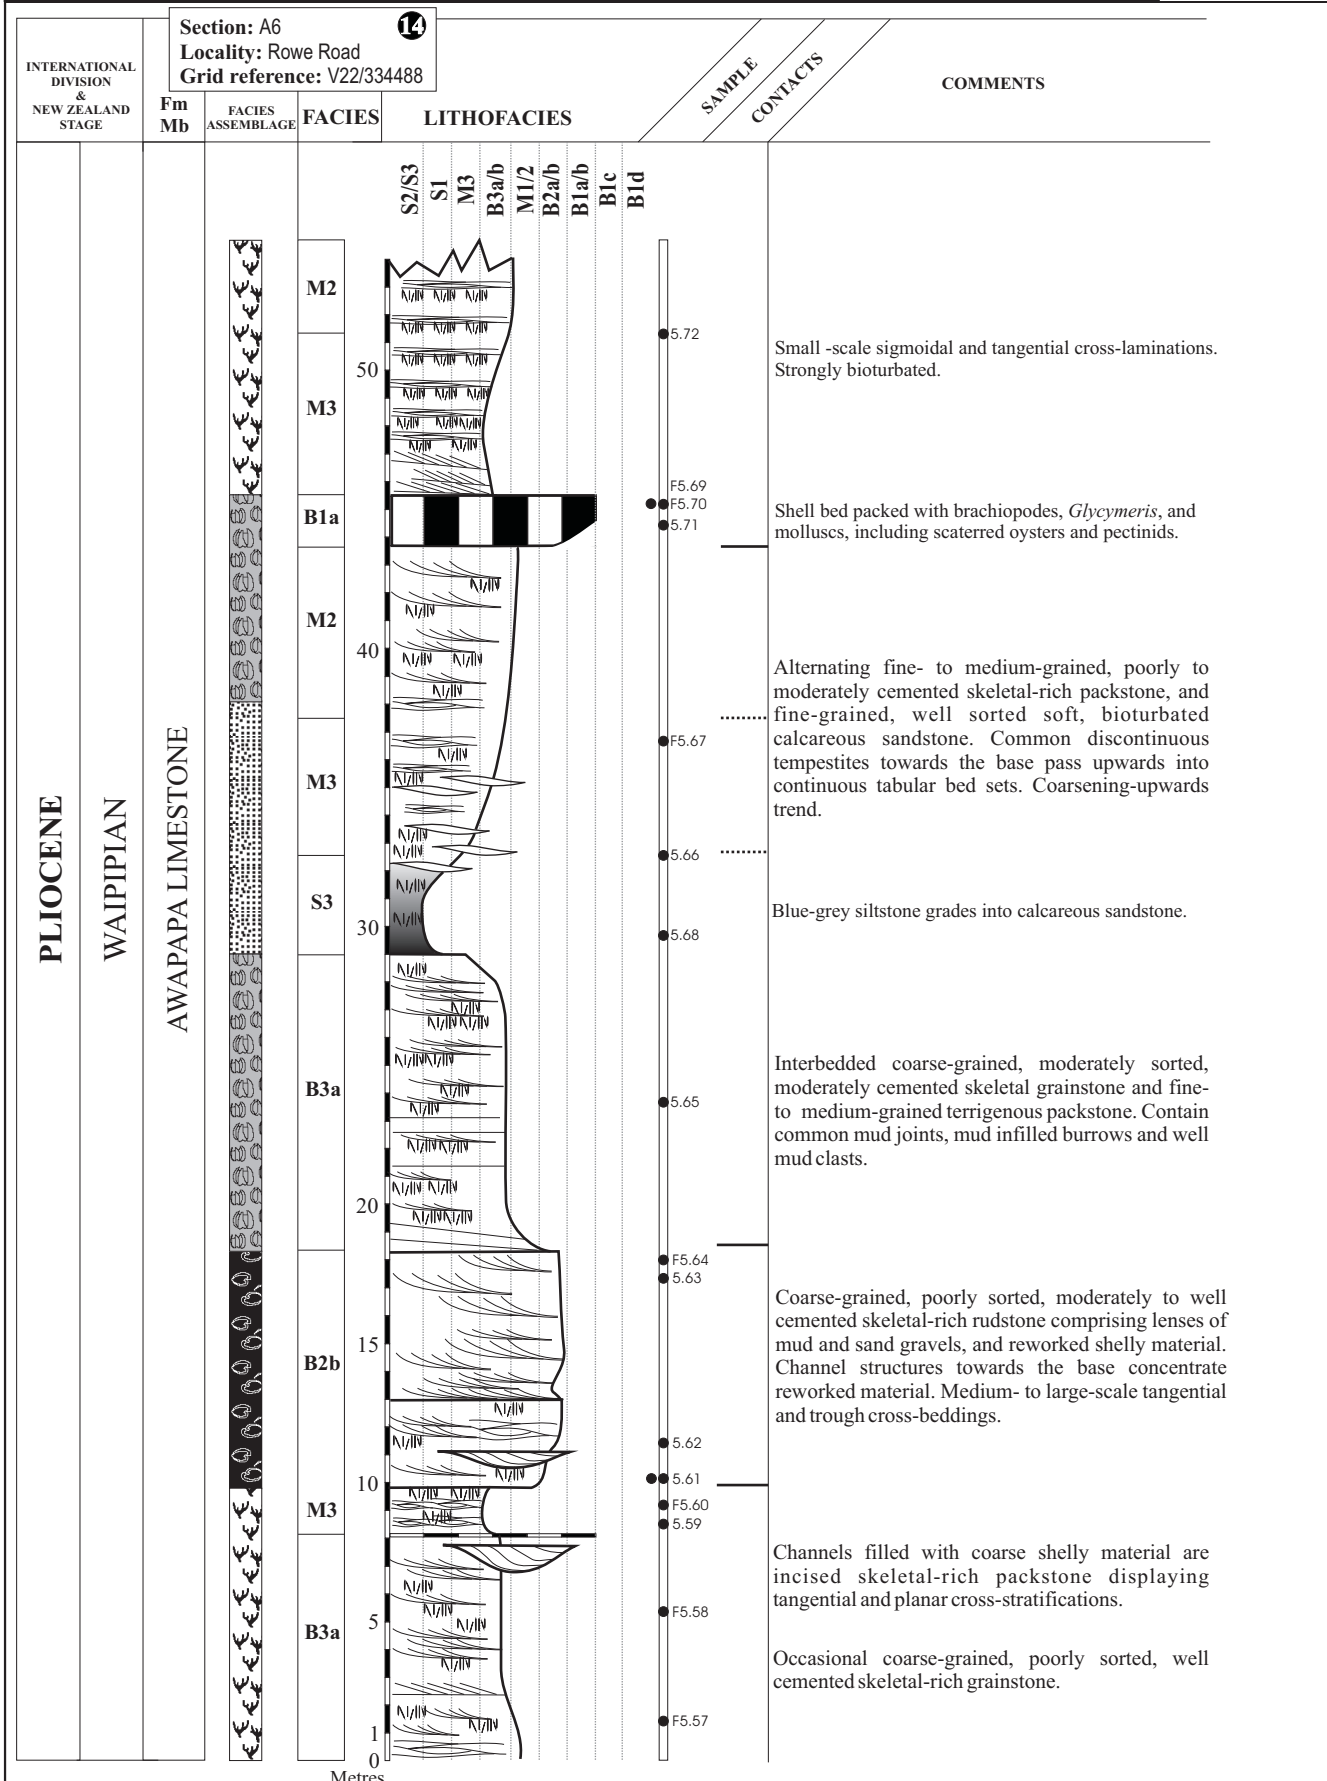 Section: A6
14
Locality: Rowe Road
Grid reference: V22/334488
INTERNATIONAL
DIVISION
&
NEW ZEALAND
STAGE
Fm
Mb
FACIES
ASSEMBLAGE
FACIES
LITHOFACIES
SAMPLE
CONTACTS
COMMENTS
S2/S3
S1
M3
B3a/b
M1/2
B2a/b
B1a/b
B1c
B1d
PLIOCENE
WAIPIPIAN
AWAPAPA LIMESTONE
M2
M3
B1a
M2
M3
S3
B3a
B2b
M3
B3a
50
40
30
20
15
10
5
1
0
Metres
5.72
F5.69
F5.70
5.71
F5.67
5.66
5.68
5.65
F5.64
5.63
5.62
5.61
F5.60
5.59
F5.58
F5.57
Small -scale sigmoidal and tangential cross-laminations.
Strongly bioturbated.
Shell bed packed with brachiopodes, Glycymeris, and
molluscs, including scaterred oysters and pectinids.
Alternating fine- to medium-grained, poorly to
moderately cemented skeletal-rich packstone, and
fine-grained, well sorted soft, bioturbated
calcareous sandstone. Common discontinuous
tempestites towards the base pass upwards into
continuous tabular bed sets. Coarsening-upwards
trend.
Blue-grey siltstone grades into calcareous sandstone.
Interbedded coarse-grained, moderately sorted,
moderately cemented skeletal grainstone and fine-
to medium-grained terrigenous packstone. Contain
common mud joints, mud infilled burrows and well
mud clasts.
Coarse-grained, poorly sorted, moderately to well
cemented skeletal-rich rudstone comprising lenses of
mud and sand gravels, and reworked shelly material.
Channel structures towards the base concentrate
reworked material. Medium- to large-scale tangential
and trough cross-beddings.
Channels filled with coarse shelly material are
incised skeletal-rich packstone displaying
tangential and planar cross-stratifications.
Occasional coarse-grained, poorly sorted, well
cemented skeletal-rich grainstone.